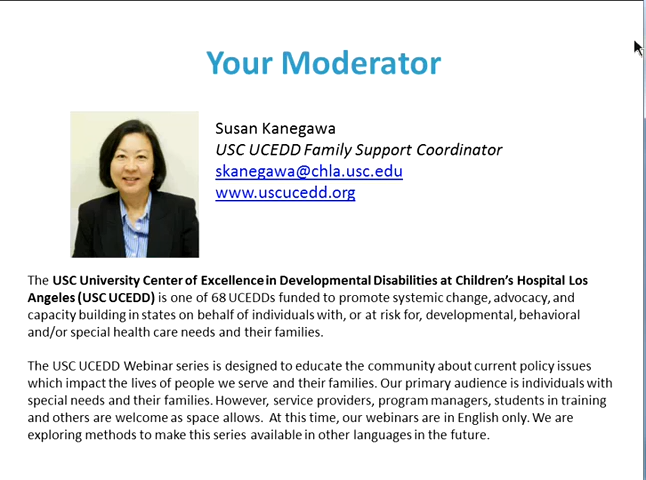 Your Moderator
Susan Kanegawa
USC UCEDD Family Support Coordinator
skanegawa@chla.usc.edu
www.uscucedd.org
The USC University Center of Excellence in Developmental Disabilities at Children's Hospital Los
Angeles (USC UCEDD) is one of 68 UCEDDs funded to promote systemic change, advocacy, and
capacity building in states on behalf of individuals with, or at risk for, developmental, behavioral
and/or special health care needs and their families.
The USC UCEDD Webinar series is designed to educate the community about current policy issues
which impact the lives of people we serve and their families. Our primary audience is individuals with
special needs and their families. However, service providers, program managers, students in training
and others are welcome as space allows. At this time, our webinars are in English only. We are
exploring methods to make this series available in other languages in the future.